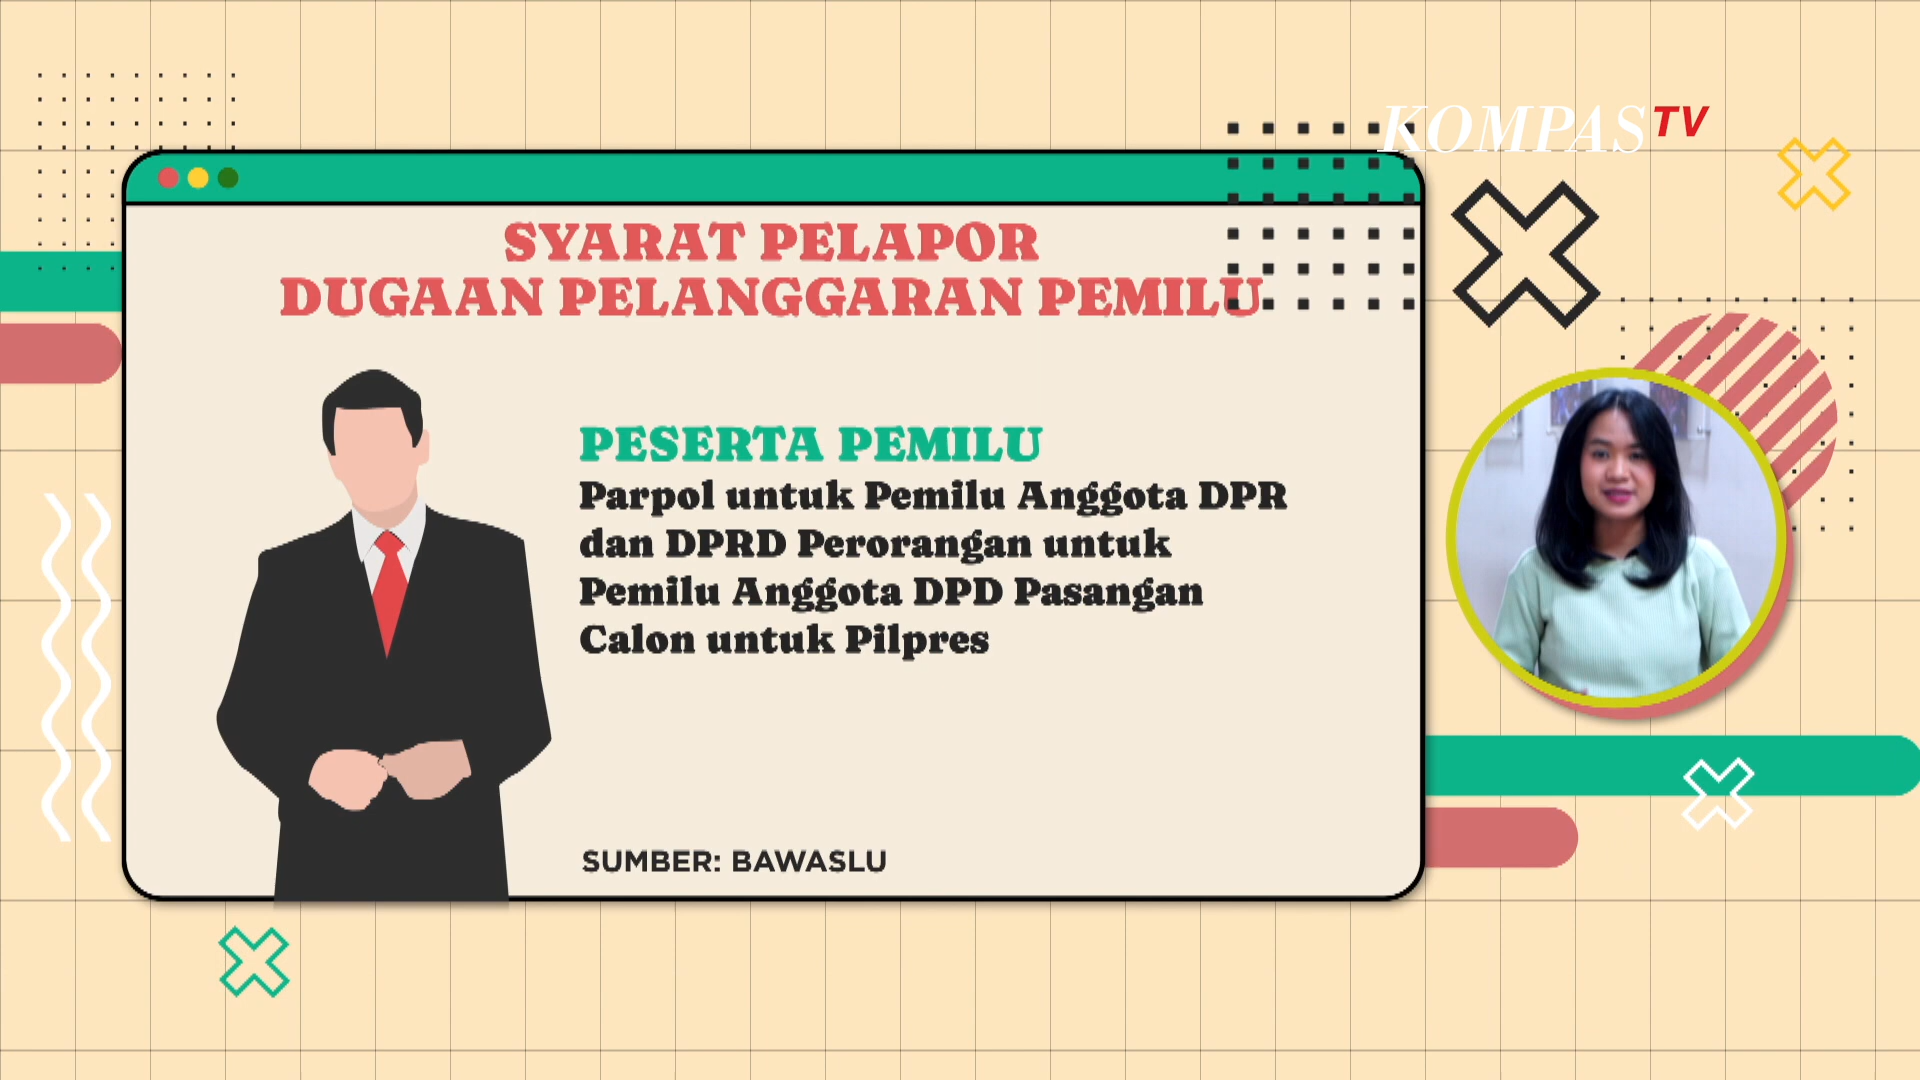 KOMPAS TV
SYARAT PELAPOR
DUGAAN PELANGGARAN PEMILU
PESERTA PEMILU
Parpol untuk Pemilu Anggota DPR
dan DPRD Perorangan untuk
Pemilu Anggota DPD Pasangan
Calon untuk Pilpres
SUMBER: BAWASLU